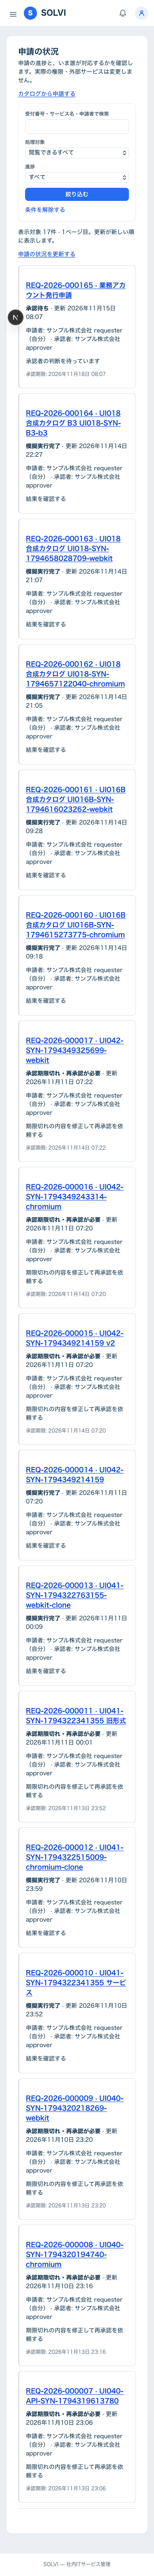 S SOLVI
申請の状況
申請の進捗と、いま誰が対応するかを確認し
ます。実際の権限・外部サービスは変更しま
せん。
カタログから申請する
受付番号・サービス名・申請者で検索
処理対象
閲覧できるすべて
進捗
すべて
絞り込む
条件を解除する
表示対象 17件 · 1ページ目。更新が新しい順
に表示します。
申請の状況を更新する
REQ-2026-000165 · 業務アカ
ウント発行申請
承認待ち · 更新 2026年11月15日
08:07
申請者: サンプル株式会社 requester
（自分） · 承認者: サンプル株式会社
approver
承認者の判断を待っています
承認期限: 2026年11月18日 08:07
N
REQ-2026-000164 · UI018
合成カタログ B3 UI018-SYN-
B3-b3
模擬実行完了 · 更新 2026年11月14日
22:27
申請者: サンプル株式会社 requester
（自分） · 承認者: サンプル株式会社
approver
結果を確認する
REQ-2026-000163 · UI018
合成カタログ UI018-SYN-
1794658028709-webkit
模擬実行完了 · 更新 2026年11月14日
21:07
申請者: サンプル株式会社 requester
（自分） · 承認者: サンプル株式会社
approver
結果を確認する
REQ-2026-000162 · UI018
合成カタログ UI018-SYN-
1794657122040-chromium
模擬実行完了 · 更新 2026年11月14日
21:05
申請者: サンプル株式会社 requester
（自分） · 承認者: サンプル株式会社
approver
結果を確認する
REQ-2026-000161 · UI016B
合成カタログ UI016B-SYN-
1794616023262-webkit
模擬実行完了 · 更新 2026年11月14日
09:28
申請者: サンプル株式会社 requester
（自分） · 承認者: サンプル株式会社
approver
結果を確認する
REQ-2026-000160 · UI016B
合成カタログ UI016B-SYN-
1794615273775-chromium
模擬実行完了 · 更新 2026年11月14日
09:18
申請者: サンプル株式会社 requester
（自分） · 承認者: サンプル株式会社
approver
結果を確認する
REQ-2026-000017 · UI042-
SYN-1794349325699-
webkit
承認期限切れ・再承認が必要 · 更新
2026年11月11日 07:22
申請者: サンプル株式会社 requester
（自分） · 承認者: サンプル株式会社
approver
期限切れの内容を修正して再承認を依
頼する
承認期限: 2026年11月14日 07:22
REQ-2026-000016 · UI042-
SYN-1794349243314-
chromium
承認期限切れ・再承認が必要 · 更新
2026年11月11日 07:20
申請者: サンプル株式会社 requester
（自分） · 承認者: サンプル株式会社
approver
期限切れの内容を修正して再承認を依
頼する
承認期限: 2026年11月14日 07:20
REQ-2026-000015 · UI042-
SYN-1794349214159 v2
承認期限切れ・再承認が必要 · 更新
2026年11月11日 07:20
申請者: サンプル株式会社 requester
（自分） · 承認者: サンプル株式会社
approver
期限切れの内容を修正して再承認を依
頼する
承認期限: 2026年11月14日 07:20
REQ-2026-000014 · UI042-
SYN-1794349214159
模擬実行完了 · 更新 2026年11月11日
07:20
申請者: サンプル株式会社 requester
（自分） · 承認者: サンプル株式会社
approver
結果を確認する
REQ-2026-000013 · UI041-
SYN-1794322763155-
webkit-clone
模擬実行完了 · 更新 2026年11月11日
00:09
申請者: サンプル株式会社 requester
（自分） · 承認者: サンプル株式会社
approver
結果を確認する
REQ-2026-000011 · UI041-
SYN-1794322341355 旧形式
承認期限切れ・再承認が必要 · 更新
2026年11月11日 00:01
申請者: サンプル株式会社 requester
（自分） · 承認者: サンプル株式会社
approver
期限切れの内容を修正して再承認を依
頼する
承認期限: 2026年11月13日 23:52
REQ-2026-000012 · UI041-
SYN-1794322515009-
chromium-clone
模擬実行完了 · 更新 2026年11月10日
23:59
申請者: サンプル株式会社 requester
（自分） · 承認者: サンプル株式会社
approver
結果を確認する
REQ-2026-000010 · UI041-
SYN-1794322341355 サービ
ス
模擬実行完了 · 更新 2026年11月10日
23:52
申請者: サンプル株式会社 requester
（自分） · 承認者: サンプル株式会社
approver
結果を確認する
REQ-2026-000009 · UI040-
SYN-1794320218269-
webkit
承認期限切れ・再承認が必要 · 更新
2026年11月10日 23:20
申請者: サンプル株式会社 requester
（自分） · 承認者: サンプル株式会社
approver
期限切れの内容を修正して再承認を依
頼する
承認期限: 2026年11月13日 23:20
REQ-2026-000008 · UI040-
SYN-1794320194740-
chromium
承認期限切れ・再承認が必要 · 更新
2026年11月10日 23:16
申請者: サンプル株式会社 requester
（自分） · 承認者: サンプル株式会社
approver
期限切れの内容を修正して再承認を依
頼する
承認期限: 2026年11月13日 23:16
REQ-2026-000007 · UI040-
API-SYN-1794319613780
承認期限切れ・再承認が必要 · 更新
2026年11月10日 23:06
申請者: サンプル株式会社 requester
（自分） · 承認者: サンプル株式会社
approver
期限切れの内容を修正して再承認を依
頼する
承認期限: 2026年11月13日 23:06
SOLVI — 社内ITサービス管理